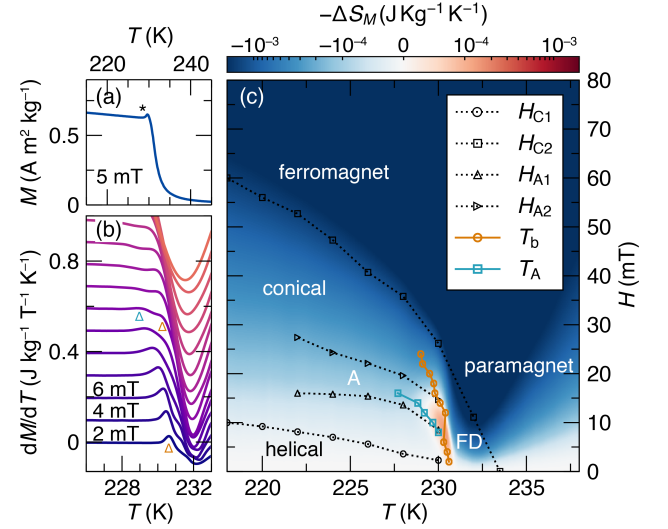 −ΔS_M (J Kg⁻¹ K⁻¹)
−10⁻³ −10⁻⁴ 0 10⁻⁴ 10⁻³
T (K)
220 240
(a)
*
5 mT
0.5
0
M (A m² kg⁻¹)
(b)
0.8
0.4
0
6 mT
4 mT
2 mT
dM/dT (J kg⁻¹ T⁻¹ K⁻¹)
228 232
T (K)
(c)
H_C1
H_C2
H_A1
H_A2
T_b
T_A
ferromagnet
conical
paramagnet
A
FD
helical
80
70
60
50
40
30
20
10
0
H (mT)
220 225 230 235
T (K)